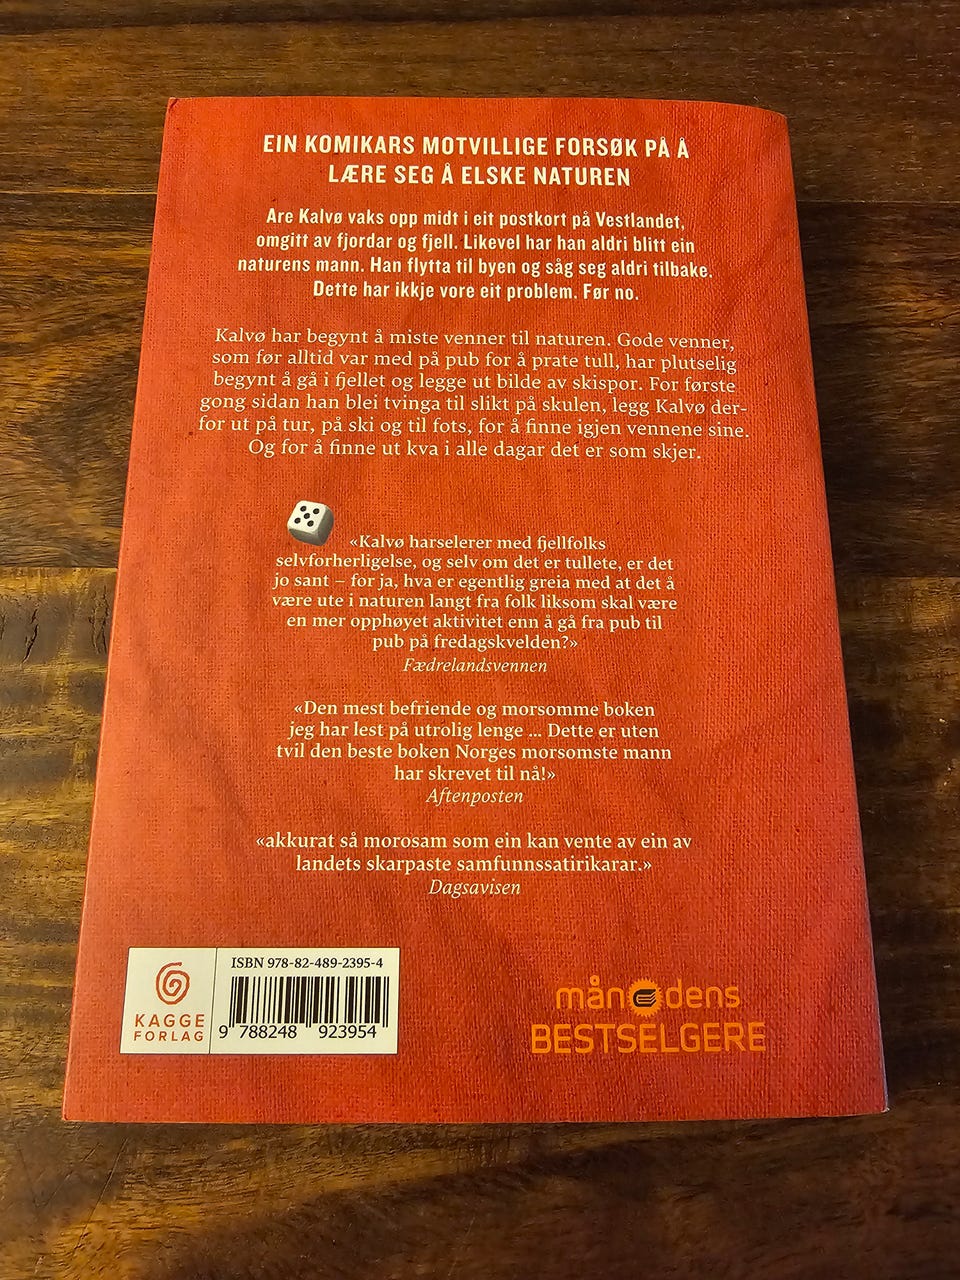 EIN KOMIKARS MOTVILLIGE FORSØK PÅ Å
LÆRE SEG Å ELSKE NATUREN
Are Kalvø vaks opp midt i eit postkort på Vestlandet,
omgitt av fjordar og fjell. Likevel har han aldri blitt ein
naturens mann. Han flytta til byen og såg seg aldri tilbake.
Dette har ikkje vore eit problem. Før no.
Kalvø har begynt å miste venner til naturen. Gode venner,
som før alltid var med på pub for å prate tull, har plutselig
begynt å gå i fjellet og legge ut bilde av skispor. For første
gong sidan han blei tvinga til slikt på skulen, legg Kalvø der-
for ut på tur, på ski og til fots, for å finne igjen vennene sine.
Og for å finne ut kva i alle dagar det er som skjer.
«Kalvø harselerer med fjellfolks
selvforherligelse, og selv om det er tullete, er det
jo sant – for ja, hva er egentlig greia med at det å
være ute i naturen langt fra folk liksom skal være
en mer opphøyet aktivitet enn å gå fra pub til
pub på fredagskvelden?»
Fædrelandsvennen
«Den mest befriende og morsomme boken
jeg har lest på utrolig lenge ... Dette er uten
tvil den beste boken Norges morsomste mann
har skrevet til nå!»
Aftenposten
«akkurat så morosam som ein kan vente av ein av
landets skarpaste samfunnssatirikarar.»
Dagsavisen
ISBN 978-82-489-2395-4
KAGGE
FORLAG
9 788248 923954
månedens
BESTSELGERE